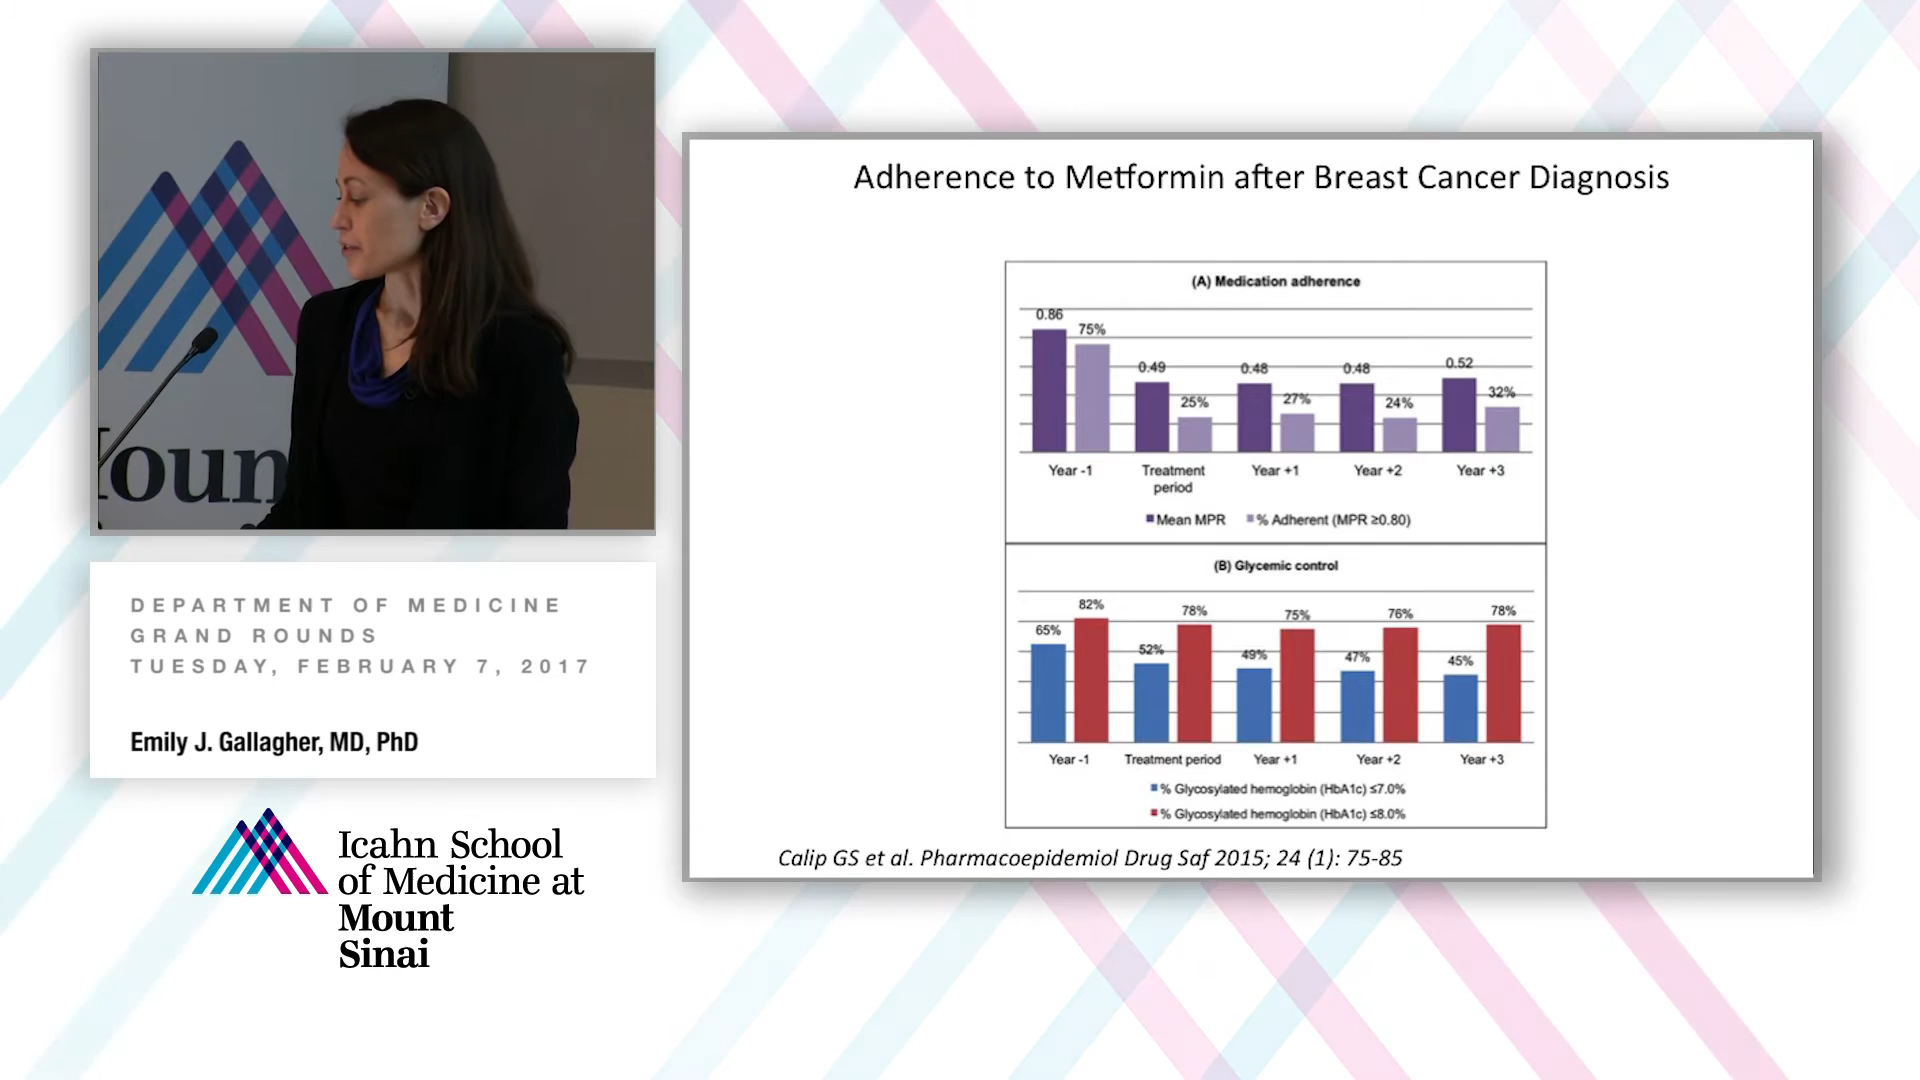 DEPARTMENT OF MEDICINE
GRAND ROUNDS
TUESDAY, FEBRUARY 7, 2017
Emily J. Gallagher, MD, PhD
Icahn School
of Medicine at
Mount
Sinai
Adherence to Metformin after Breast Cancer Diagnosis
(A) Medication adherence
0.86 75% 0.49 25% 0.48 27% 0.48 24% 0.52 32%
Year -1 Treatment period Year +1 Year +2 Year +3
Mean MPR % Adherent (MPR ≥0.80)
(B) Glycemic control
65% 82% 52% 78% 49% 75% 47% 76% 45% 78%
Year -1 Treatment period Year +1 Year +2 Year +3
% Glycosylated hemoglobin (HbA1c) ≤7.0%
% Glycosylated hemoglobin (HbA1c) ≤8.0%
Calip GS et al. Pharmacoepidemiol Drug Saf 2015; 24 (1): 75-85